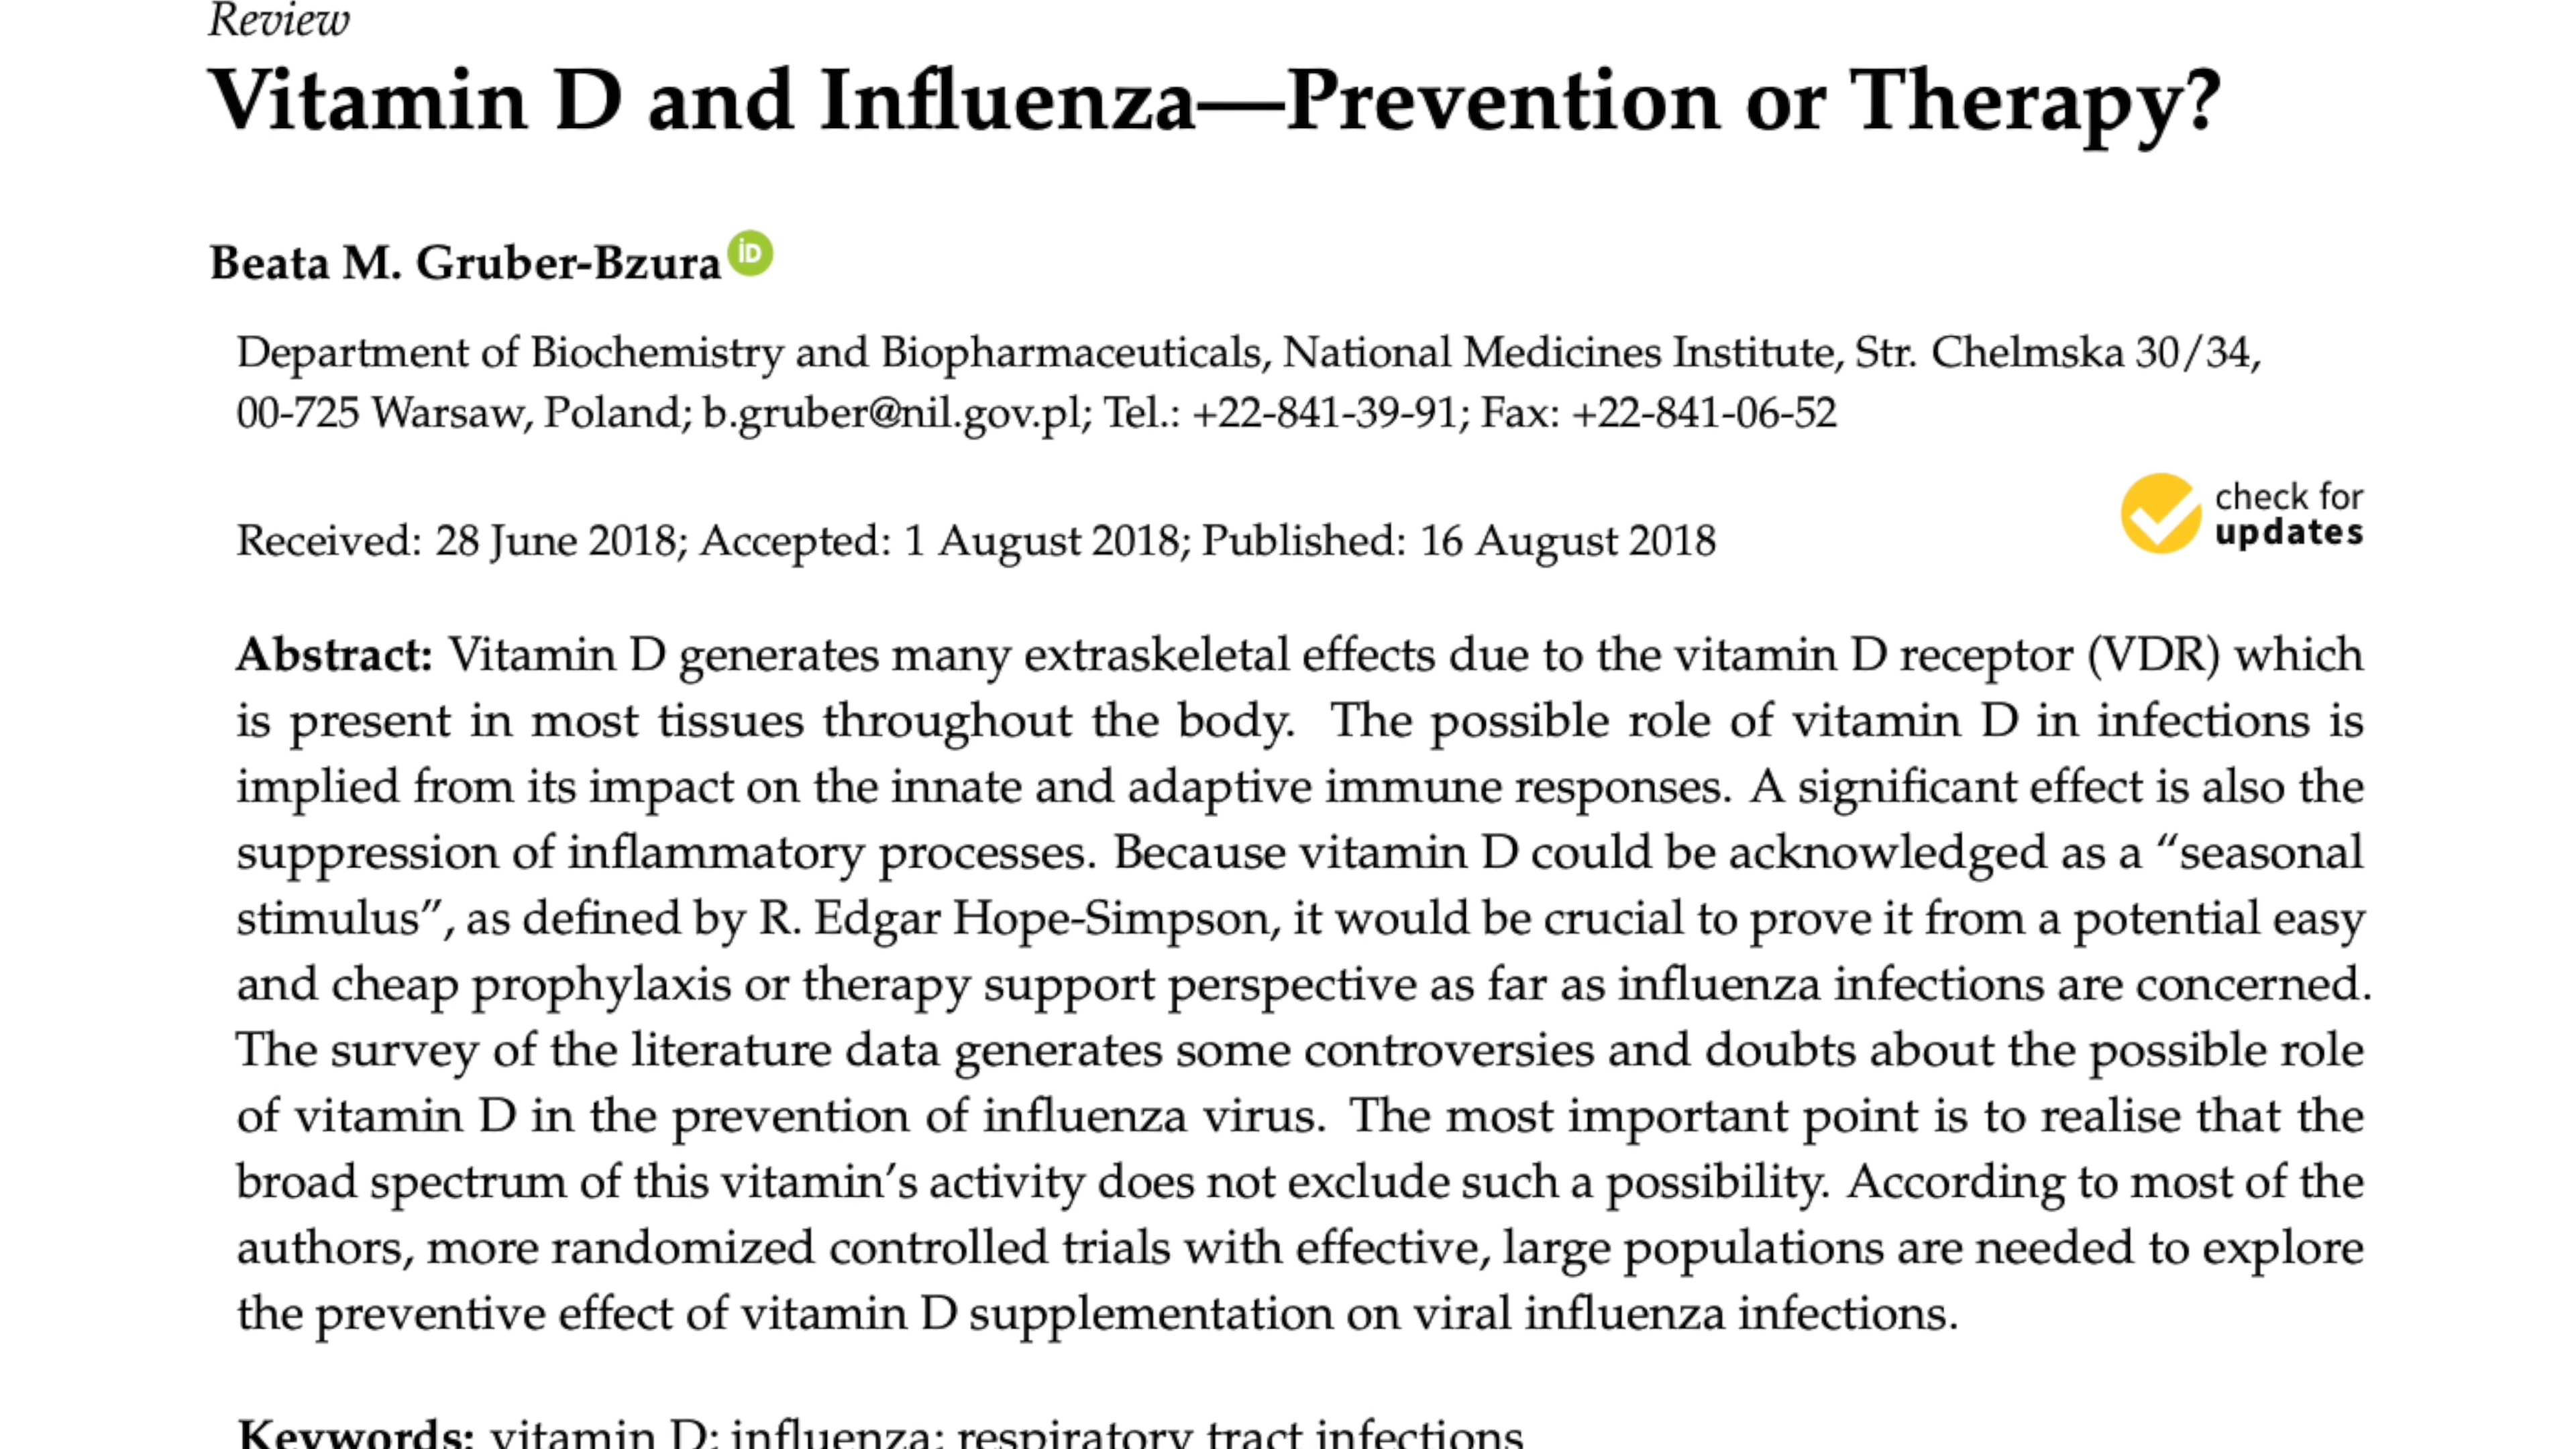 Review
Vitamin D and Influenza—Prevention or Therapy?
Beata M. Gruber-Bzura iD
Department of Biochemistry and Biopharmaceuticals, National Medicines Institute, Str. Chelmska 30/34,
00-725 Warsaw, Poland; b.gruber@nil.gov.pl; Tel.: +22-841-39-91; Fax: +22-841-06-52
check for
updates
Received: 28 June 2018; Accepted: 1 August 2018; Published: 16 August 2018
Abstract: Vitamin D generates many extraskeletal effects due to the vitamin D receptor (VDR) which
is present in most tissues throughout the body. The possible role of vitamin D in infections is
implied from its impact on the innate and adaptive immune responses. A significant effect is also the
suppression of inflammatory processes. Because vitamin D could be acknowledged as a “seasonal
stimulus”, as defined by R. Edgar Hope-Simpson, it would be crucial to prove it from a potential easy
and cheap prophylaxis or therapy support perspective as far as influenza infections are concerned.
The survey of the literature data generates some controversies and doubts about the possible role
of vitamin D in the prevention of influenza virus. The most important point is to realise that the
broad spectrum of this vitamin’s activity does not exclude such a possibility. According to most of the
authors, more randomized controlled trials with effective, large populations are needed to explore
the preventive effect of vitamin D supplementation on viral influenza infections.
Keywords: vitamin D; influenza; respiratory tract infections